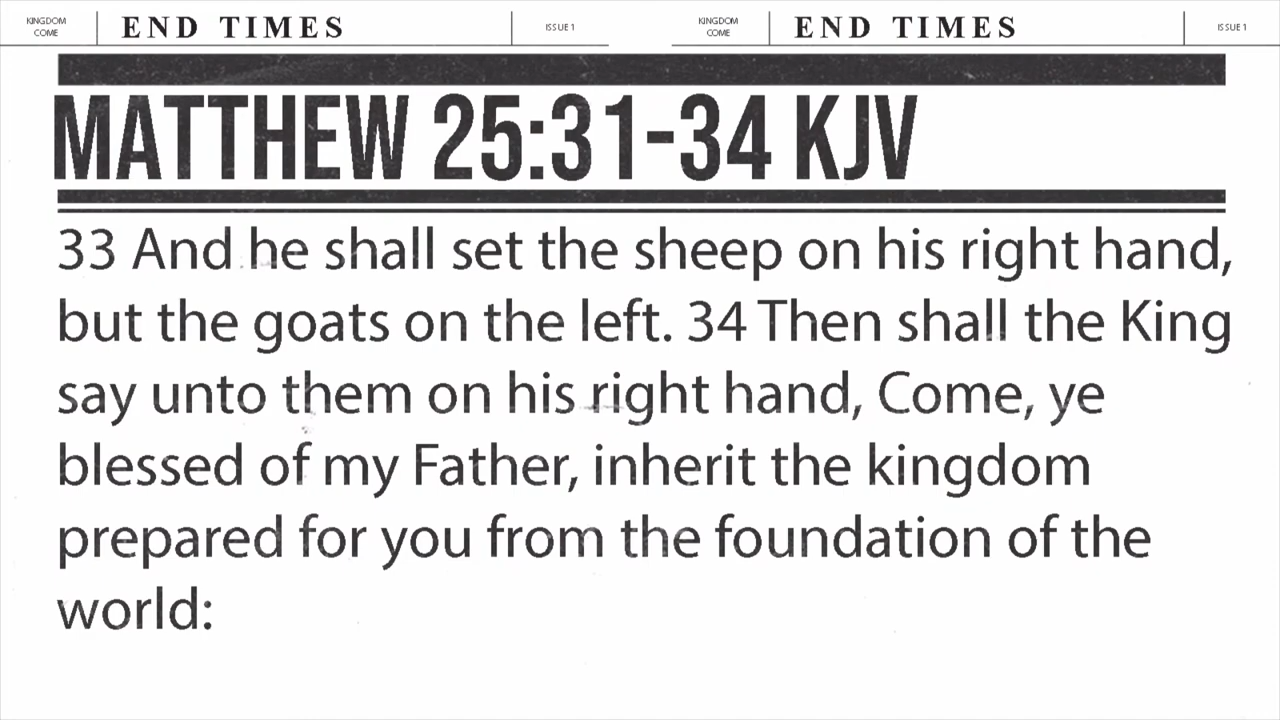 KINGDOM
COME
END TIMES
ISSUE 1
KINGDOM
COME
END TIMES
ISSUE 1
MATTHEW 25:31-34 KJV
33 And he shall set the sheep on his right hand,
but the goats on the left. 34 Then shall the King
say unto them on his right hand, Come, ye
blessed of my Father, inherit the kingdom
prepared for you from the foundation of the
world: